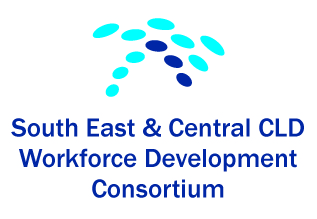 South East & Central CLD
Workforce Development
Consortium